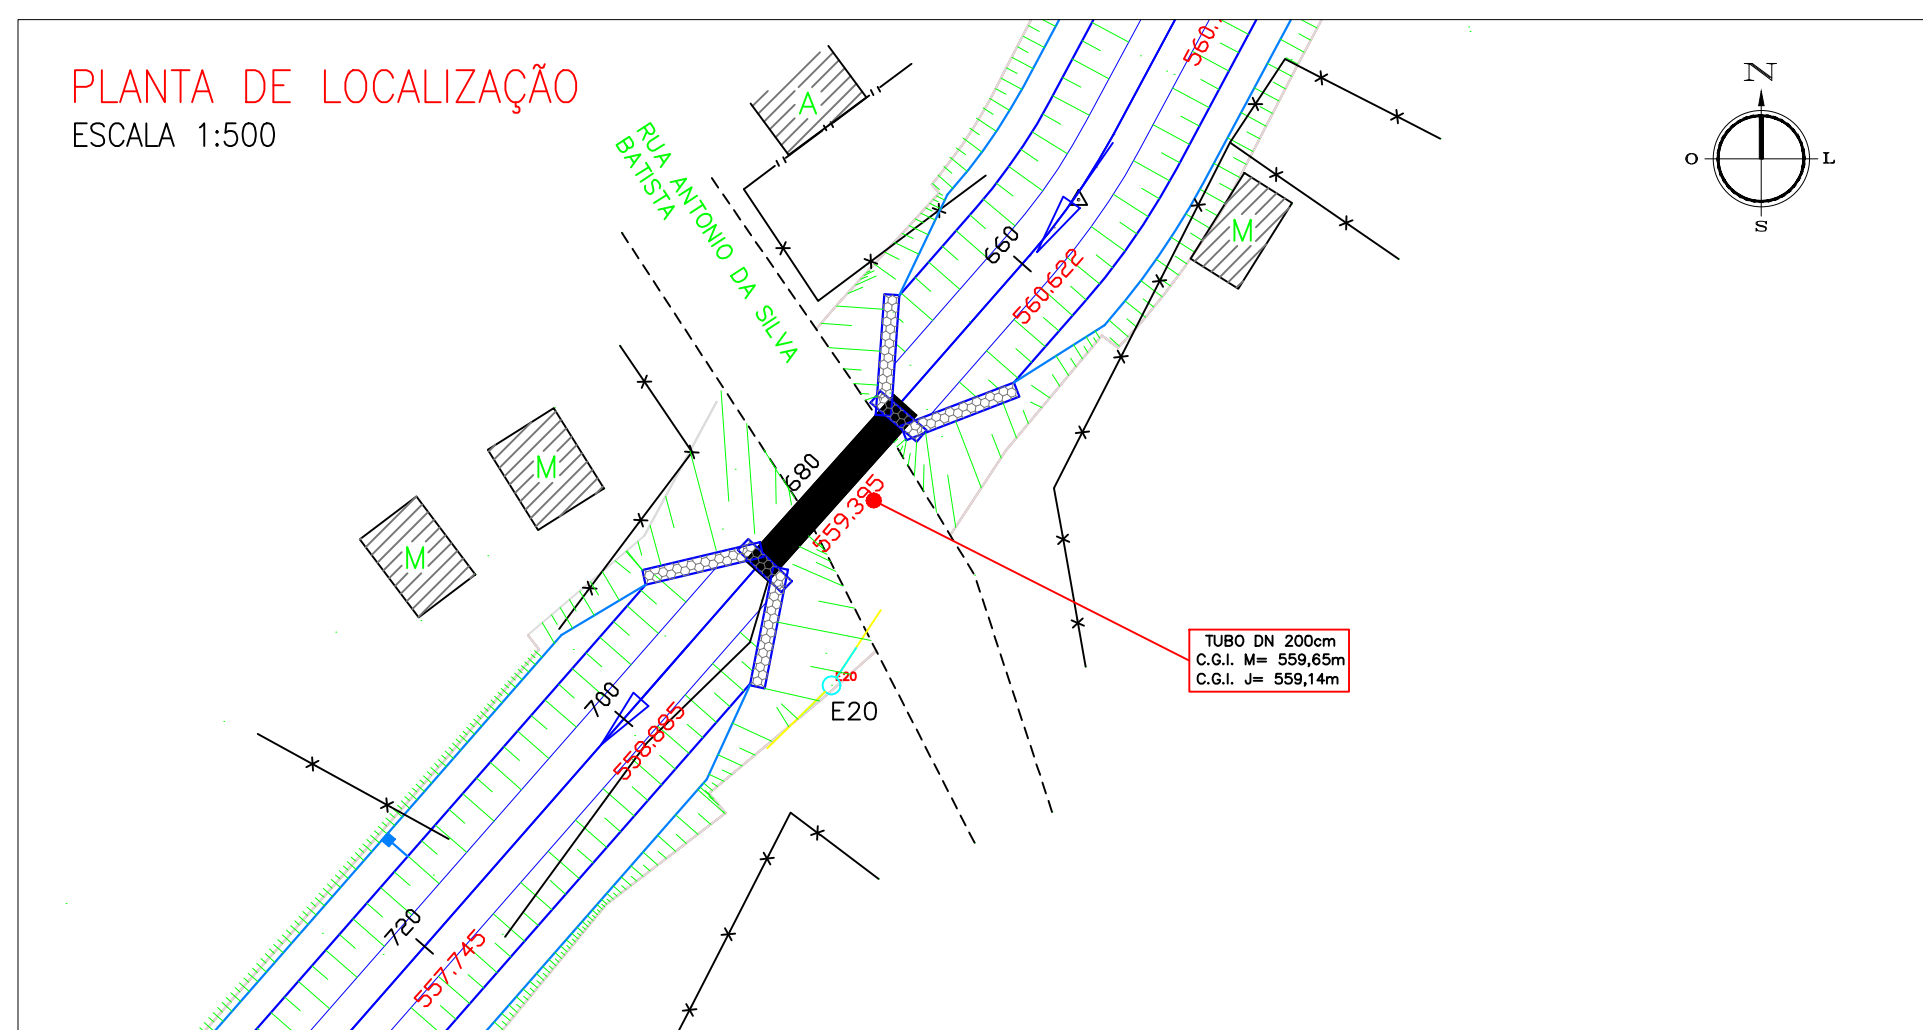 PLANTA DE LOCALIZAÇÃO
ESCALA 1:500
A
RUA ANTONIO DA SILVA
BATISTA
N
O
L
S
M
660
560,622
680
559,395
M
M
TUBO DN 200cm
C.G.I. M= 559,65m
C.G.I. J= 559,14m
E20
E20
700
558,885
720
557,745